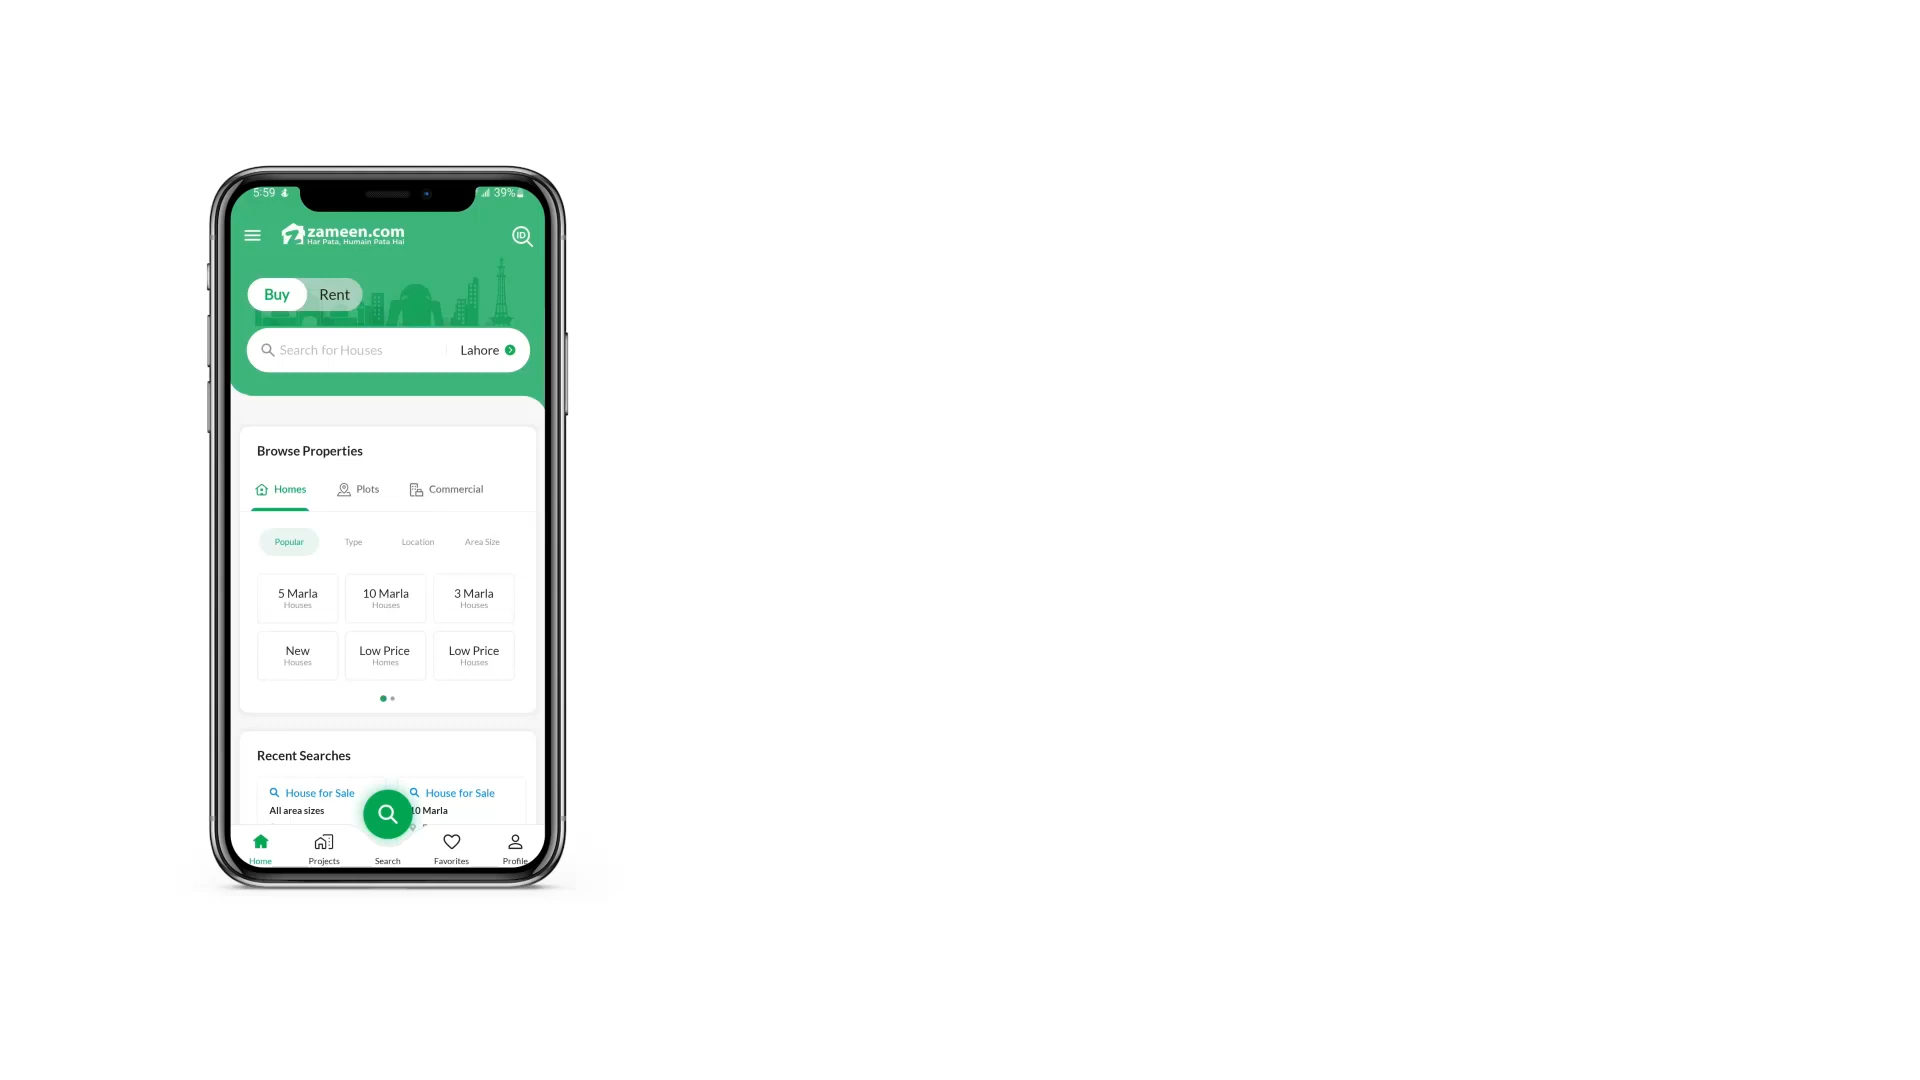 5:59
39%
zameen.com
Har Pata, Humain Pata Hai
ID
Buy Rent
Search for Houses Lahore
Browse Properties
Homes Plots Commercial
Popular Type Location Area Size
5 Marla 10 Marla 3 Marla
Houses Houses Houses
New Low Price Low Price
Houses Homes Houses
Recent Searches
House for Sale House for Sale
All area sizes 10 Marla
Home Projects Search Favorites Profile